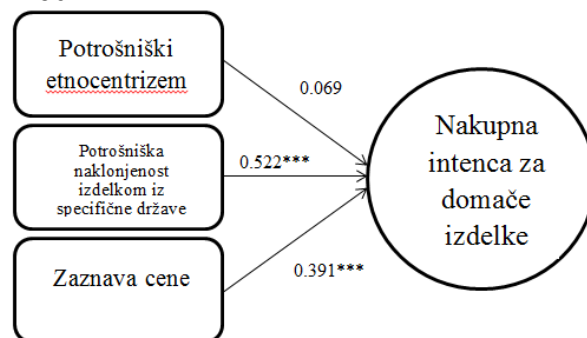 Potrošniški
etnocentrizem
0.069
Potrošniška
naklonjenost
izdelkom iz
specifične države
0.522***
Zaznava cene
0.391***
Nakupna
intenca za
domače
izdelke